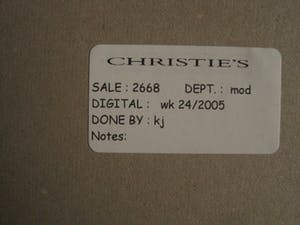 CHRISTIE'S
SALE : 2668 DEPT. : mod
DIGITAL : wk 24/2005
DONE BY : kj
Notes: